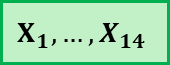 X₁, … , X₁₄